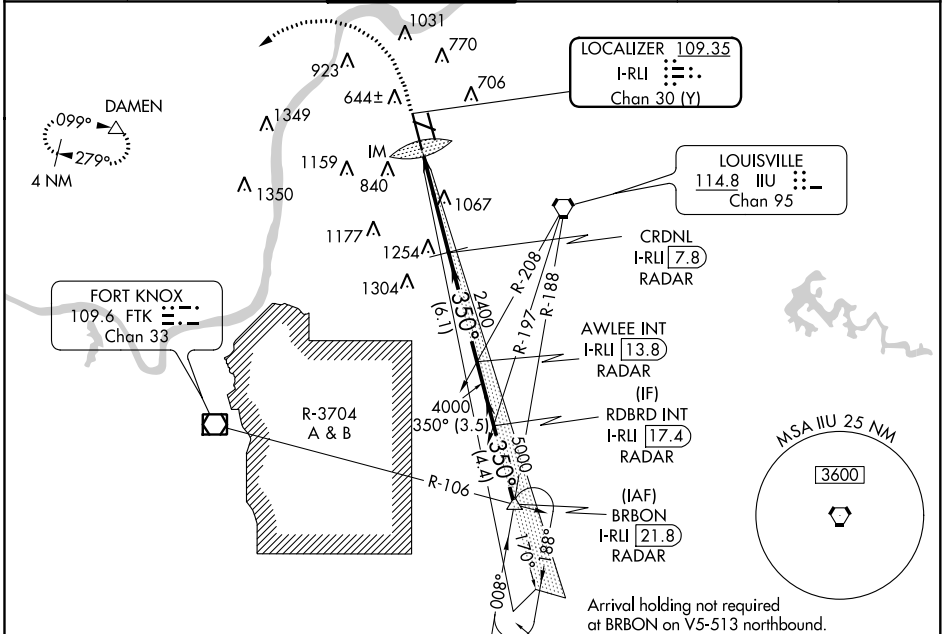 1031
770
923
706
644±
LOCALIZER 109.35
I-RLI
Chan 30 (Y)
DAMEN
099°
279°
4 NM
1349
IM
1159
840
1350
1067
LOUISVILLE
114.8 IIU
Chan 95
1177
1254
1304
CRDNL
I-RLI 7.8
RADAR
R-208
R-188
R-197
FORT KNOX
109.6 FTK
Chan 33
2400
350°
(6.1)
AWLEE INT
I-RLI 13.8
RADAR
R-3704
A & B
4000
350° (3.5)
(IF)
RDBRD INT
I-RLI 17.4
RADAR
5000
350°
(4.4)
R-106
(IAF)
BRBON
I-RLI 21.8
RADAR
MSA IIU 25 NM
3600
170°
188°
008°
Arrival holding not required
at BRBON on V5-513 northbound.